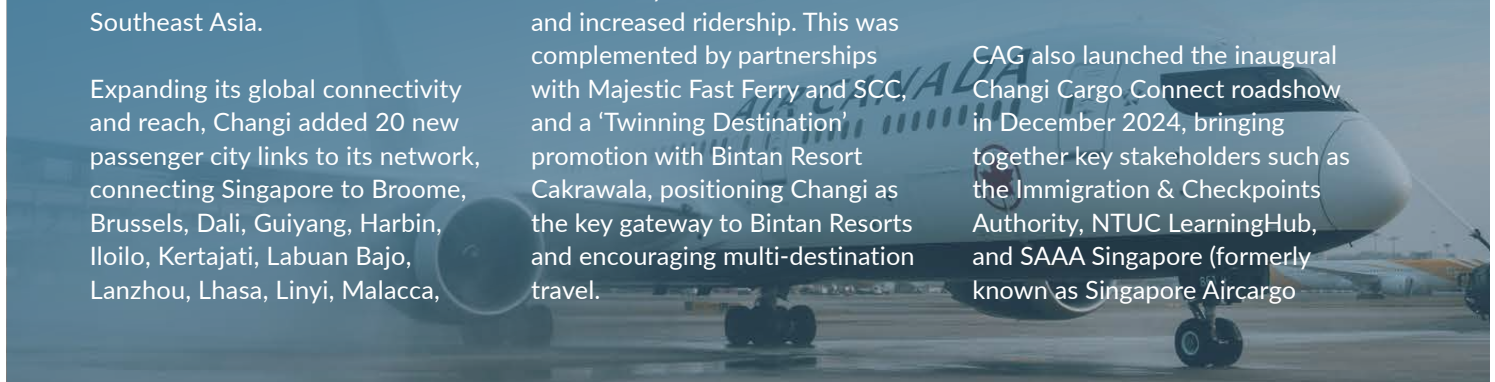 Southeast Asia.
Expanding its global connectivity
and reach, Changi added 20 new
passenger city links to its network,
connecting Singapore to Broome,
Brussels, Dali, Guiyang, Harbin,
Iloilo, Kertajati, Labuan Bajo,
Lanzhou, Lhasa, Linyi, Malacca,
and increased ridership. This was
complemented by partnerships
with Majestic Fast Ferry and SCC,
and a ‘Twinning Destination’
promotion with Bintan Resort
Cakrawala, positioning Changi as
the key gateway to Bintan Resorts
and encouraging multi-destination
travel.
CAG also launched the inaugural
Changi Cargo Connect roadshow
in December 2024, bringing
together key stakeholders such as
the Immigration & Checkpoints
Authority, NTUC LearningHub,
and SAAA Singapore (formerly
known as Singapore Aircargo
AIR CANADA